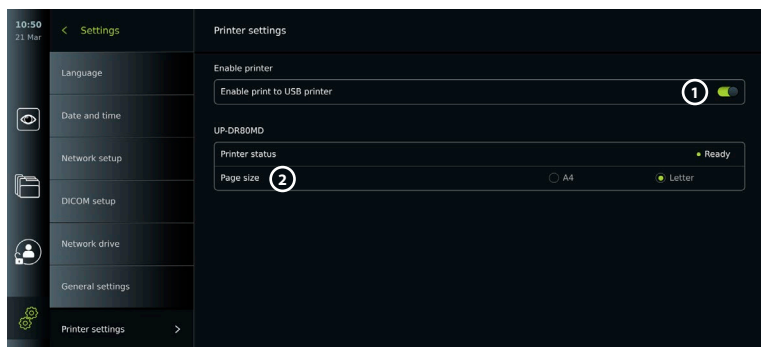 10:50
21 Mar
< Settings
Language
Date and time
Network setup
DICOM setup
Network drive
General settings
Printer settings >
Printer settings
Enable printer
Enable print to USB printer 1
UP-DR80MD
Printer status Ready
Page size 2 A4 Letter